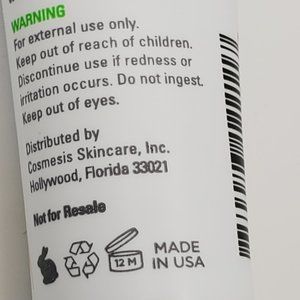 WARNING
For external use only.
Keep out of reach of children.
Discontinue use if redness or
irritation occurs. Do not ingest.
Keep out of eyes.
Distributed by
Cosmesis Skincare, Inc.
Hollywood, Florida 33021
Not for Resale
12 M
MADE
IN USA